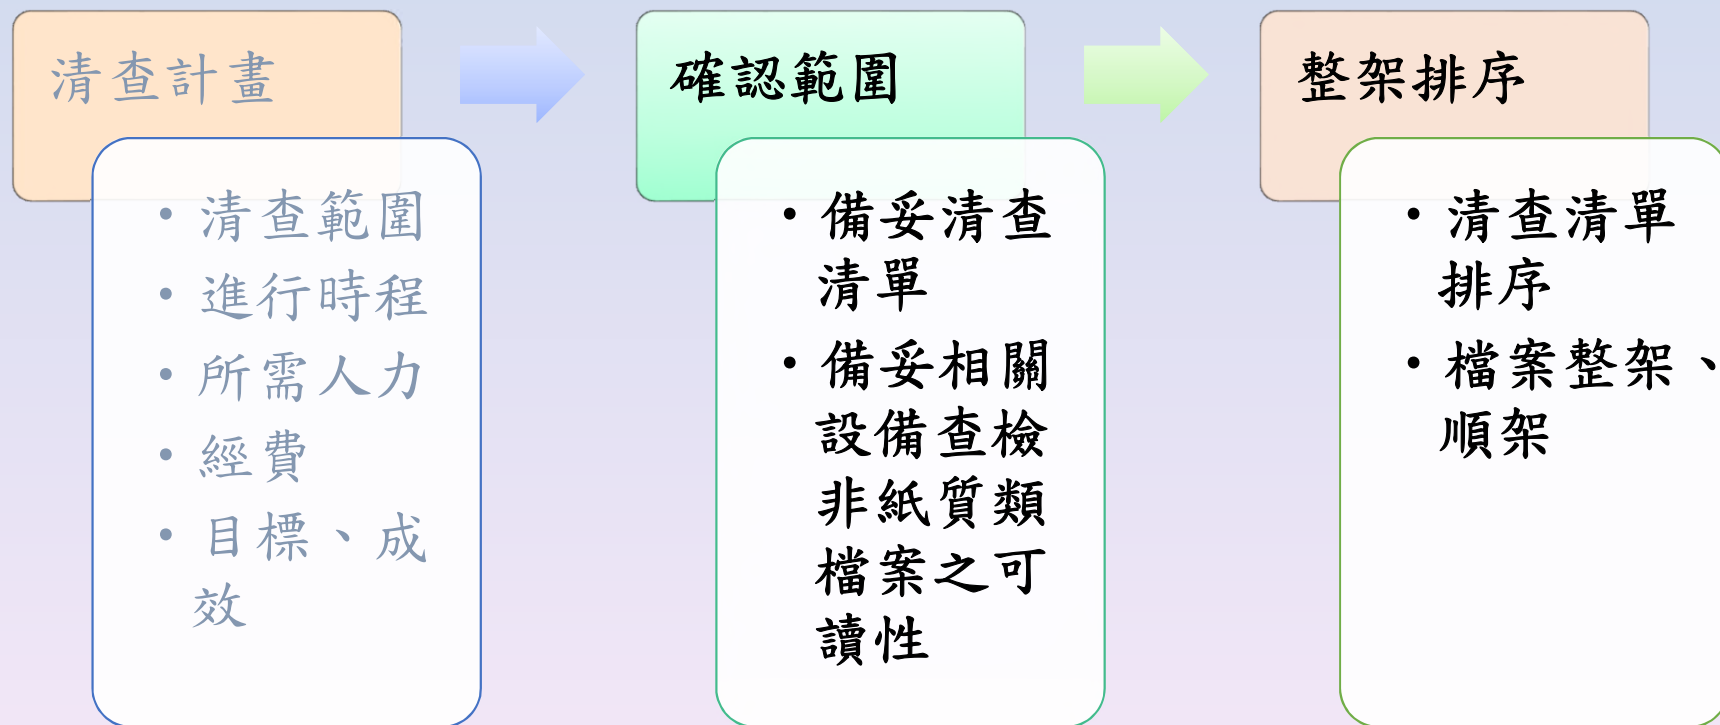 清查計畫
• 清查範圍
• 進行時程
• 所需人力
• 經費
• 目標、成
效
確認範圍
• 備妥清查
清單
• 備妥相關
設備查檢
非紙質類
檔案之可
讀性
整架排序
• 清查清單
排序
• 檔案整架、
順架